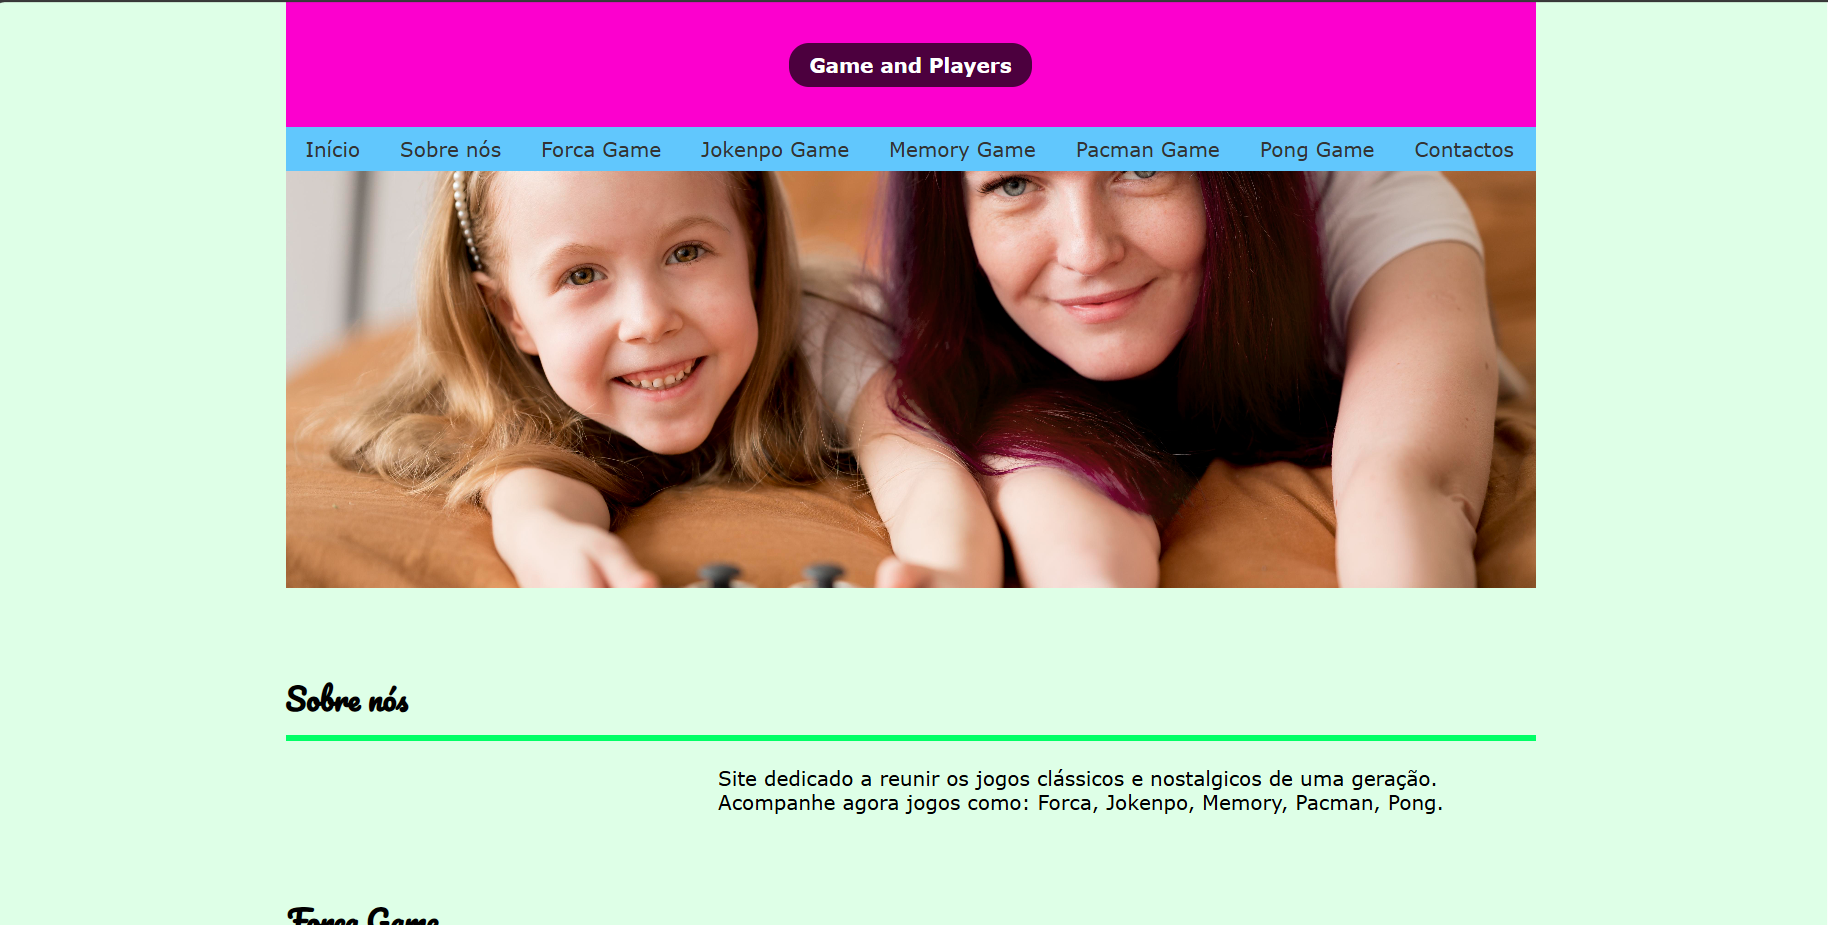 Game and Players
Início Sobre nós Forca Game Jokenpo Game Memory Game Pacman Game Pong Game Contactos
Sobre nós
Site dedicado a reunir os jogos clássicos e nostalgicos de uma geração.
Acompanhe agora jogos como: Forca, Jokenpo, Memory, Pacman, Pong.
Forca Game